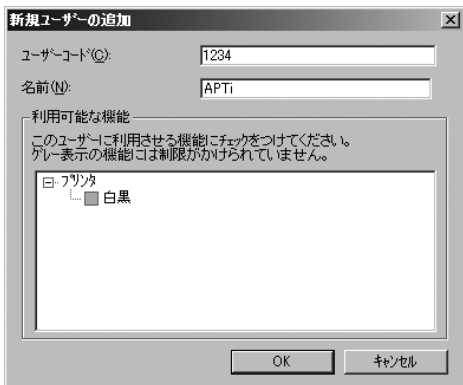 新規ユーザーの追加
ユーザーコード(C): 1234
名前(N): APTi
利用可能な機能
このユーザーに利用させる機能にチェックをつけてください。
グレー表示の機能には制限がかけられていません。
プリンタ
白黒
OK キャンセル